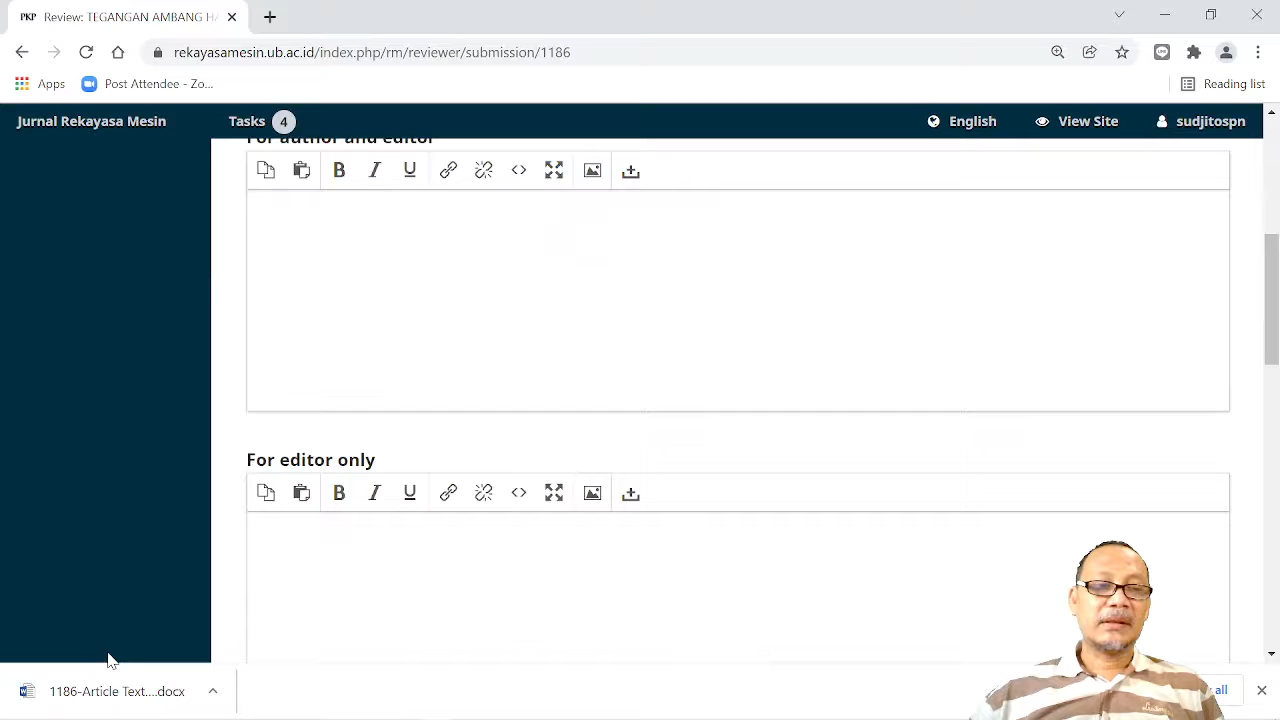 PKP Review: TEGANGAN AMBANG HA
rekayasamesin.ub.ac.id/index.php/rm/reviewer/submission/1186
Apps Post Attendee - Zo... Reading list
Jurnal Rekayasa Mesin Tasks 4 English View Site sudjitospn
For author and editor
B I U
For editor only
B I U
1186-Article Text....docx all